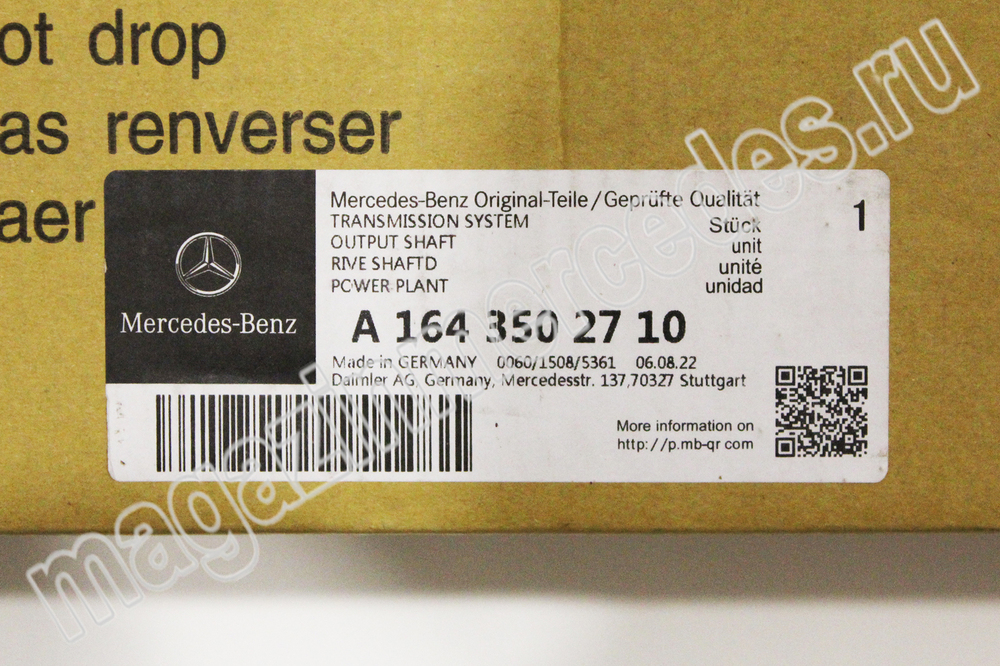 ot drop
as renverser
aer
Mercedes-Benz
Mercedes-Benz Original-Teile/Geprüfte Qualität
TRANSMISSION SYSTEM
OUTPUT SHAFT
RIVE SHAFTD
POWER PLANT
Stück
unit
unité
unidad
1
A 164 350 27 10
Made in GERMANY 0060/1508/5361 06.08.22
Daimler AG, Germany, Mercedesstr. 137,70327 Stuttgart
More information on
http://p.mb-qr com
magazinmercedes.ru